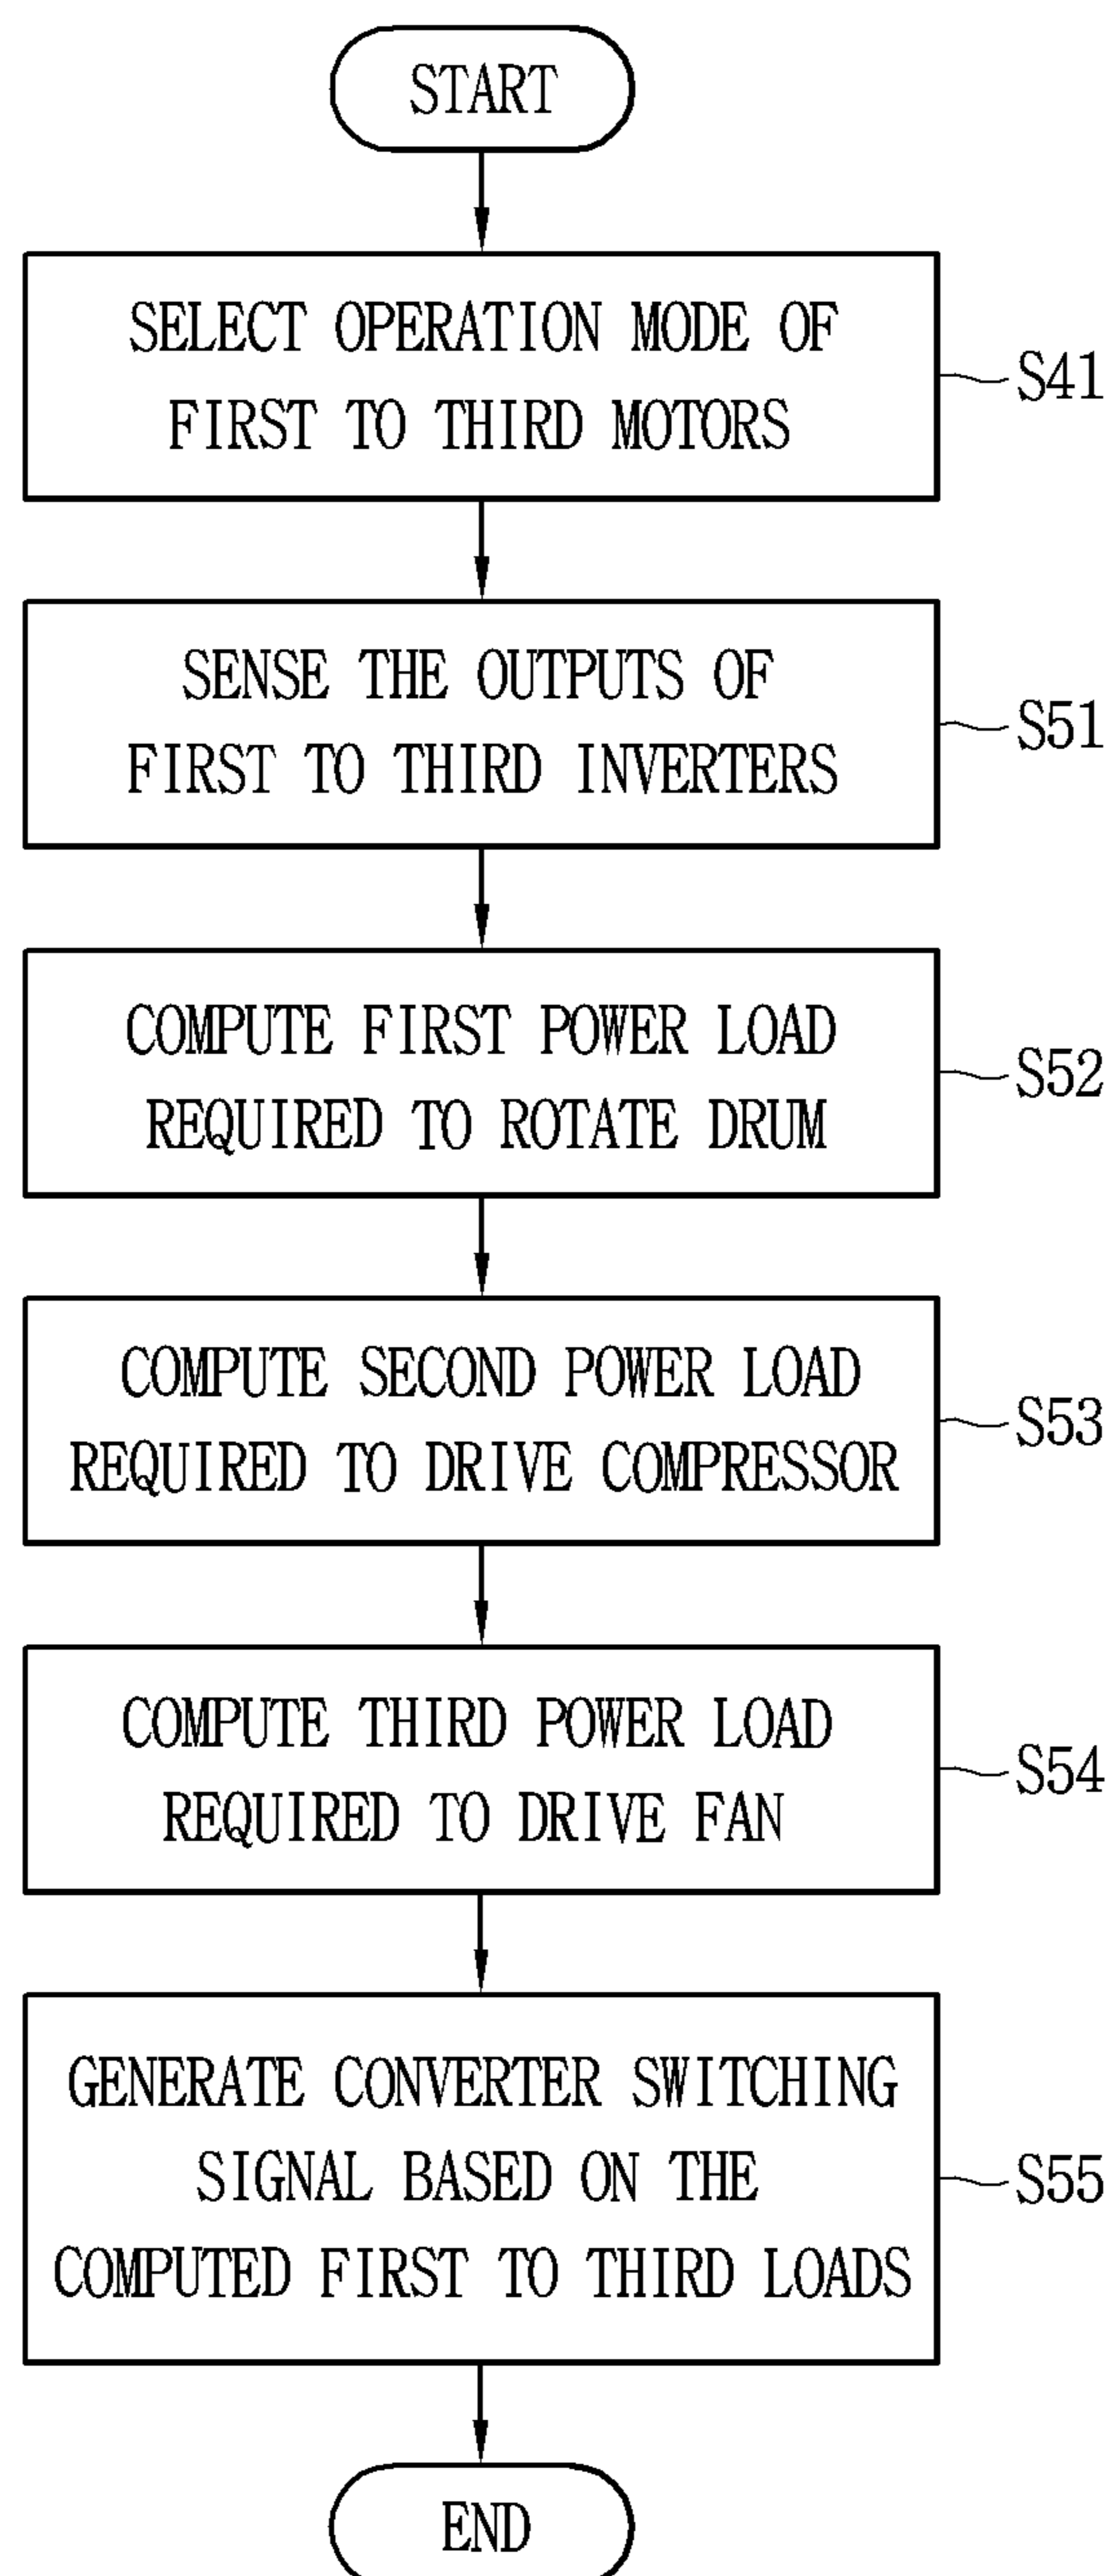 START
SELECT OPERATION MODE OF
FIRST TO THIRD MOTORS
S41
SENSE THE OUTPUTS OF
FIRST TO THIRD INVERTERS
S51
COMPUTE FIRST POWER LOAD
REQUIRED TO ROTATE DRUM
S52
COMPUTE SECOND POWER LOAD
REQUIRED TO DRIVE COMPRESSOR
S53
COMPUTE THIRD POWER LOAD
REQUIRED TO DRIVE FAN
S54
GENERATE CONVERTER SWITCHING
SIGNAL BASED ON THE
COMPUTED FIRST TO THIRD LOADS
S55
END